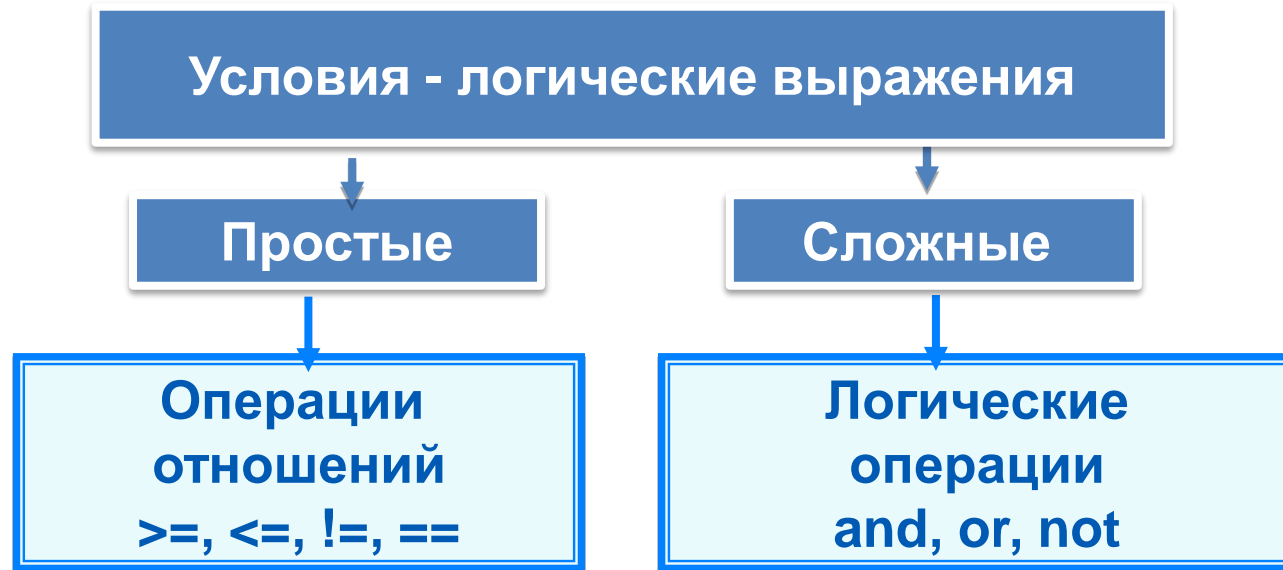 Условия - логические выражения
Простые
Сложные
Операции
отношений
>=, <=, !=, ==
Логические
операции
and, or, not